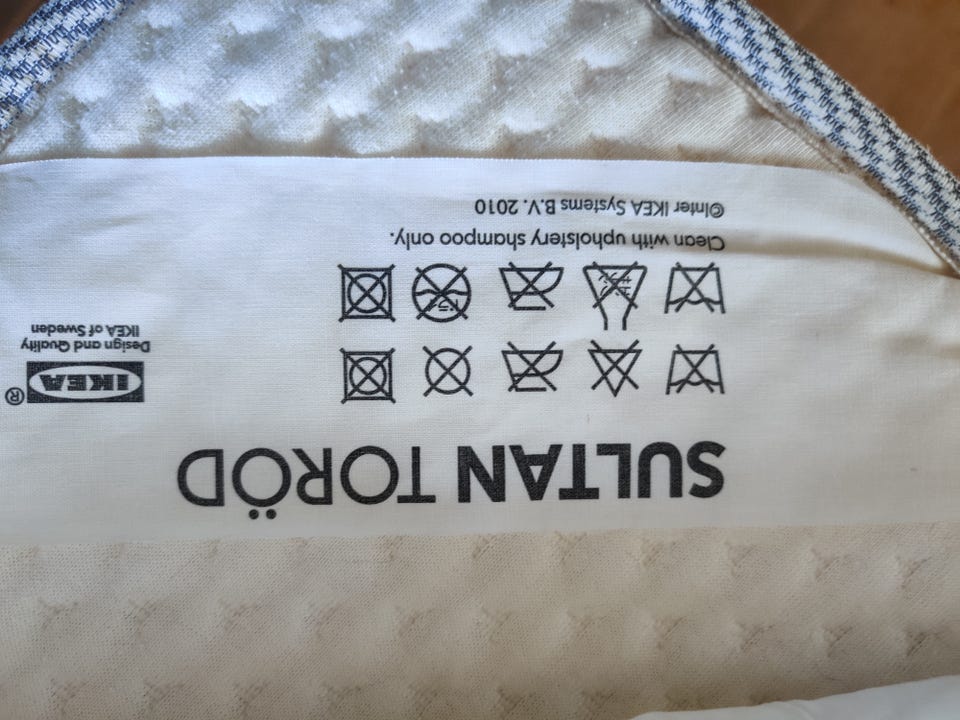 SULTAN TORÖD
IKEA®
Design and Quality
IKEA of Sweden
Clean with upholstery shampoo only.
©Inter IKEA Systems B.V. 2010